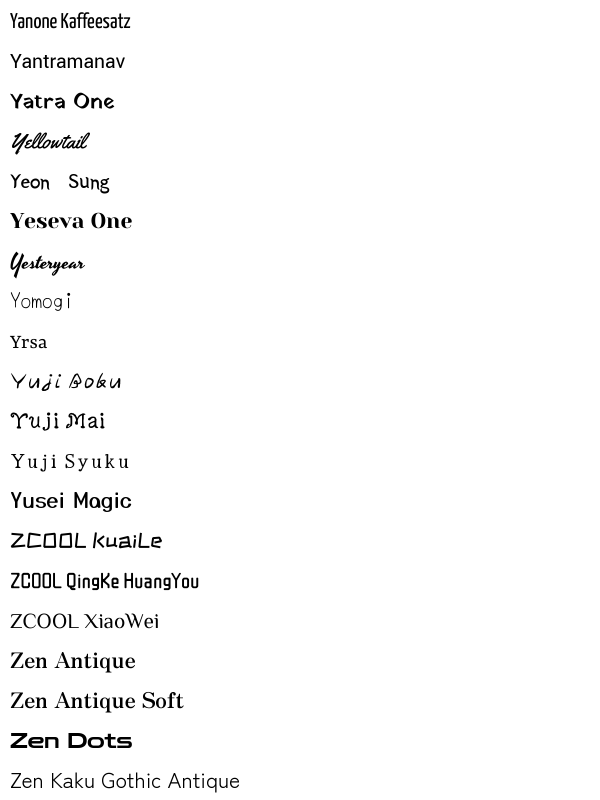 Yanone Kaffeesatz
Yantramanav
Yatra One
Yellowtail
Yeon Sung
Yeseva One
Yesteryear
Yomogi
Yrsa
Yuji Boku
Yuji Mai
Yuji Syuku
Yusei Magic
ZCOOL KuaiLe
ZCOOL QingKe HuangYou
ZCOOL XiaoWei
Zen Antique
Zen Antique Soft
Zen Dots
Zen Kaku Gothic Antique